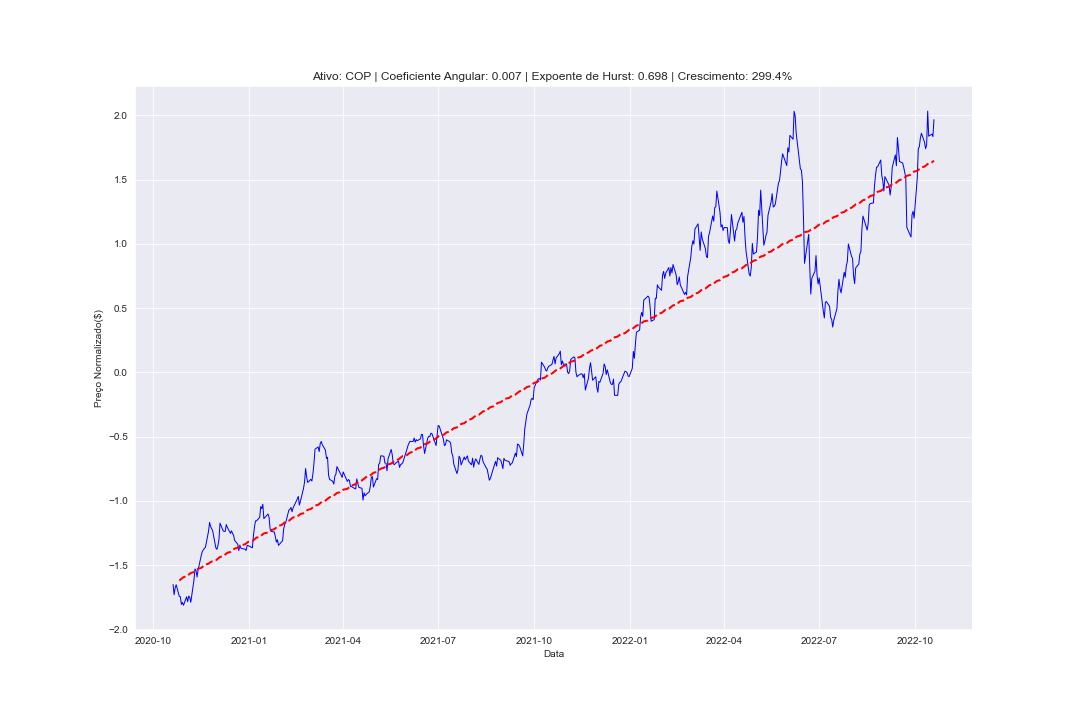 Ativo: COP | Coeficiente Angular: 0.007 | Expoente de Hurst: 0.698 | Crescimento: 299.4%
2.0
1.5
1.0
0.5
0.0
−0.5
−1.0
−1.5
−2.0
Preço Normalizado($)
2020-10 2021-01 2021-04 2021-07 2021-10 2022-01 2022-04 2022-07 2022-10
Data